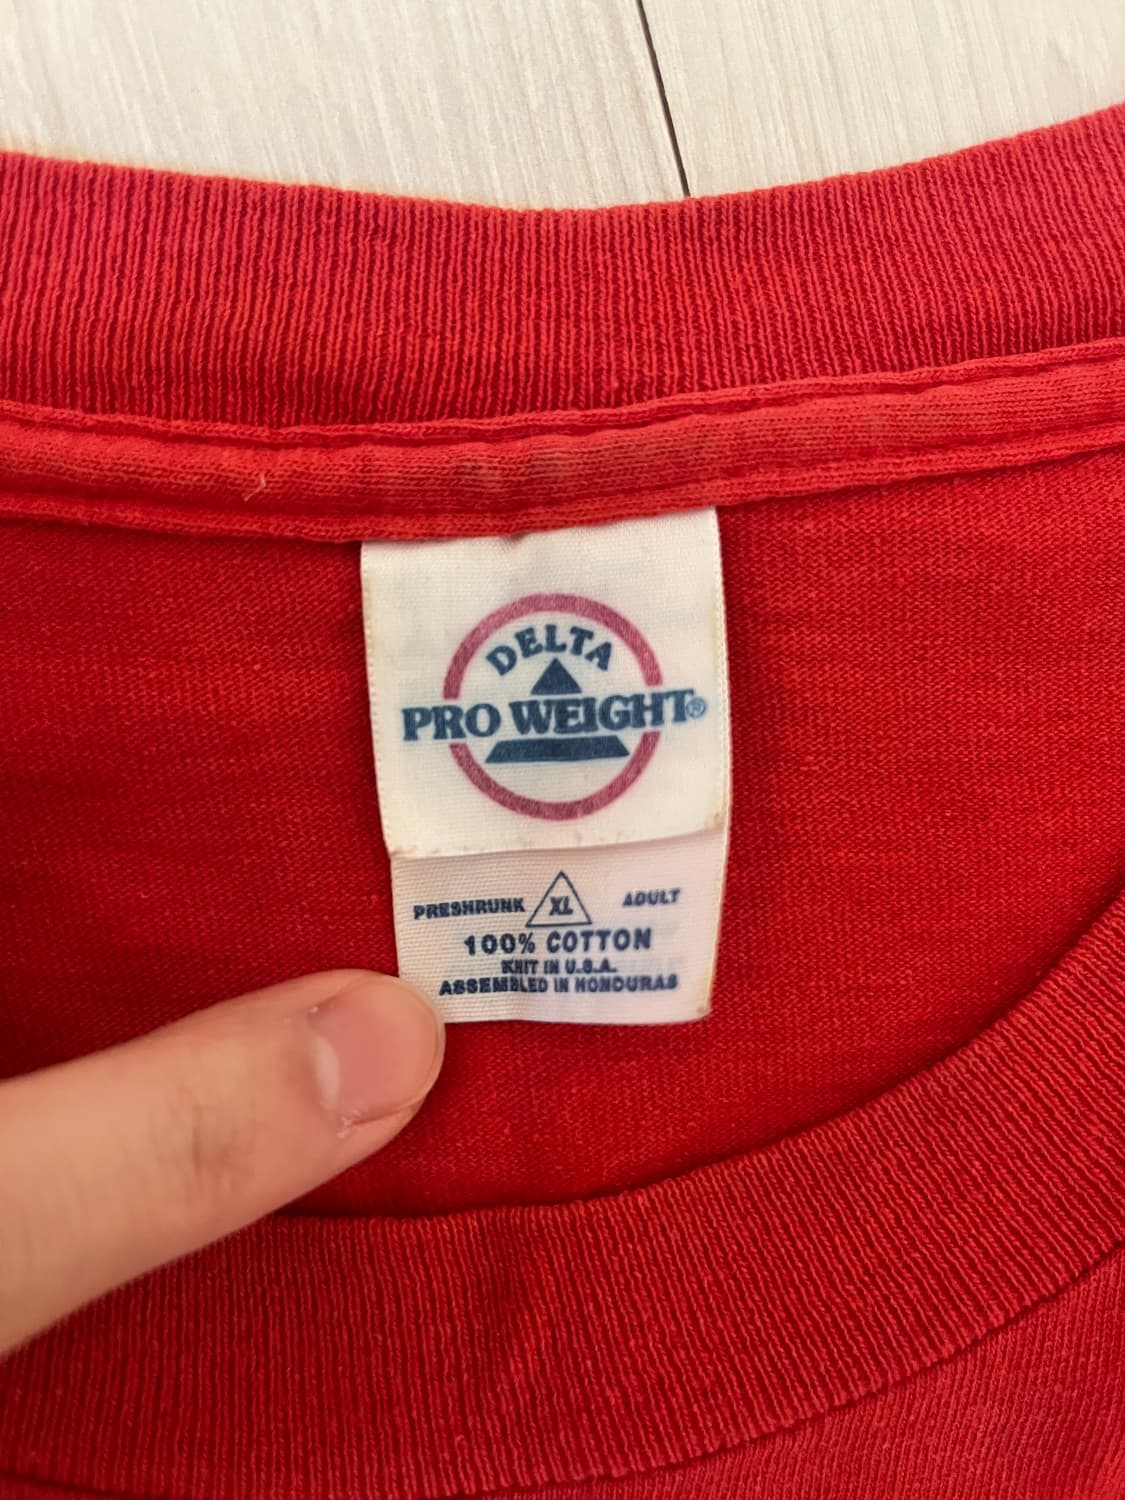 DELTA
PRO WEIGHT®
PRESHRUNK XL ADULT
100% COTTON
KNIT IN U.S.A.
ASSEMBLED IN HONDURAS